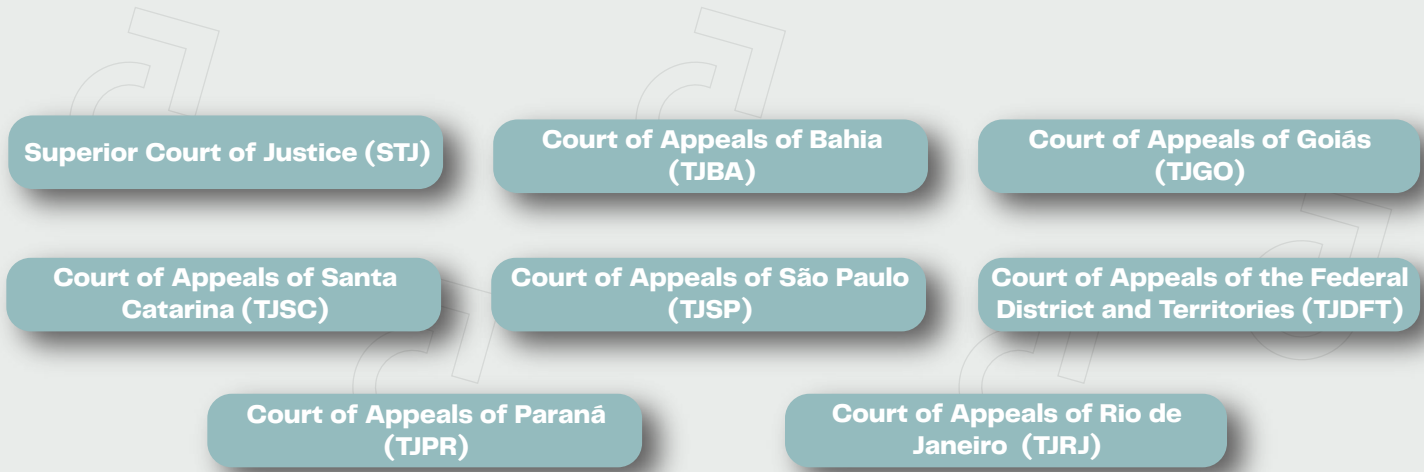 Superior Court of Justice (STJ)
Court of Appeals of Bahia
(TJBA)
Court of Appeals of Goiás
(TJGO)
Court of Appeals of Santa
Catarina (TJSC)
Court of Appeals of São Paulo
(TJSP)
Court of Appeals of the Federal
District and Territories (TJDFT)
Court of Appeals of Paraná
(TJPR)
Court of Appeals of Rio de
Janeiro (TJRJ)